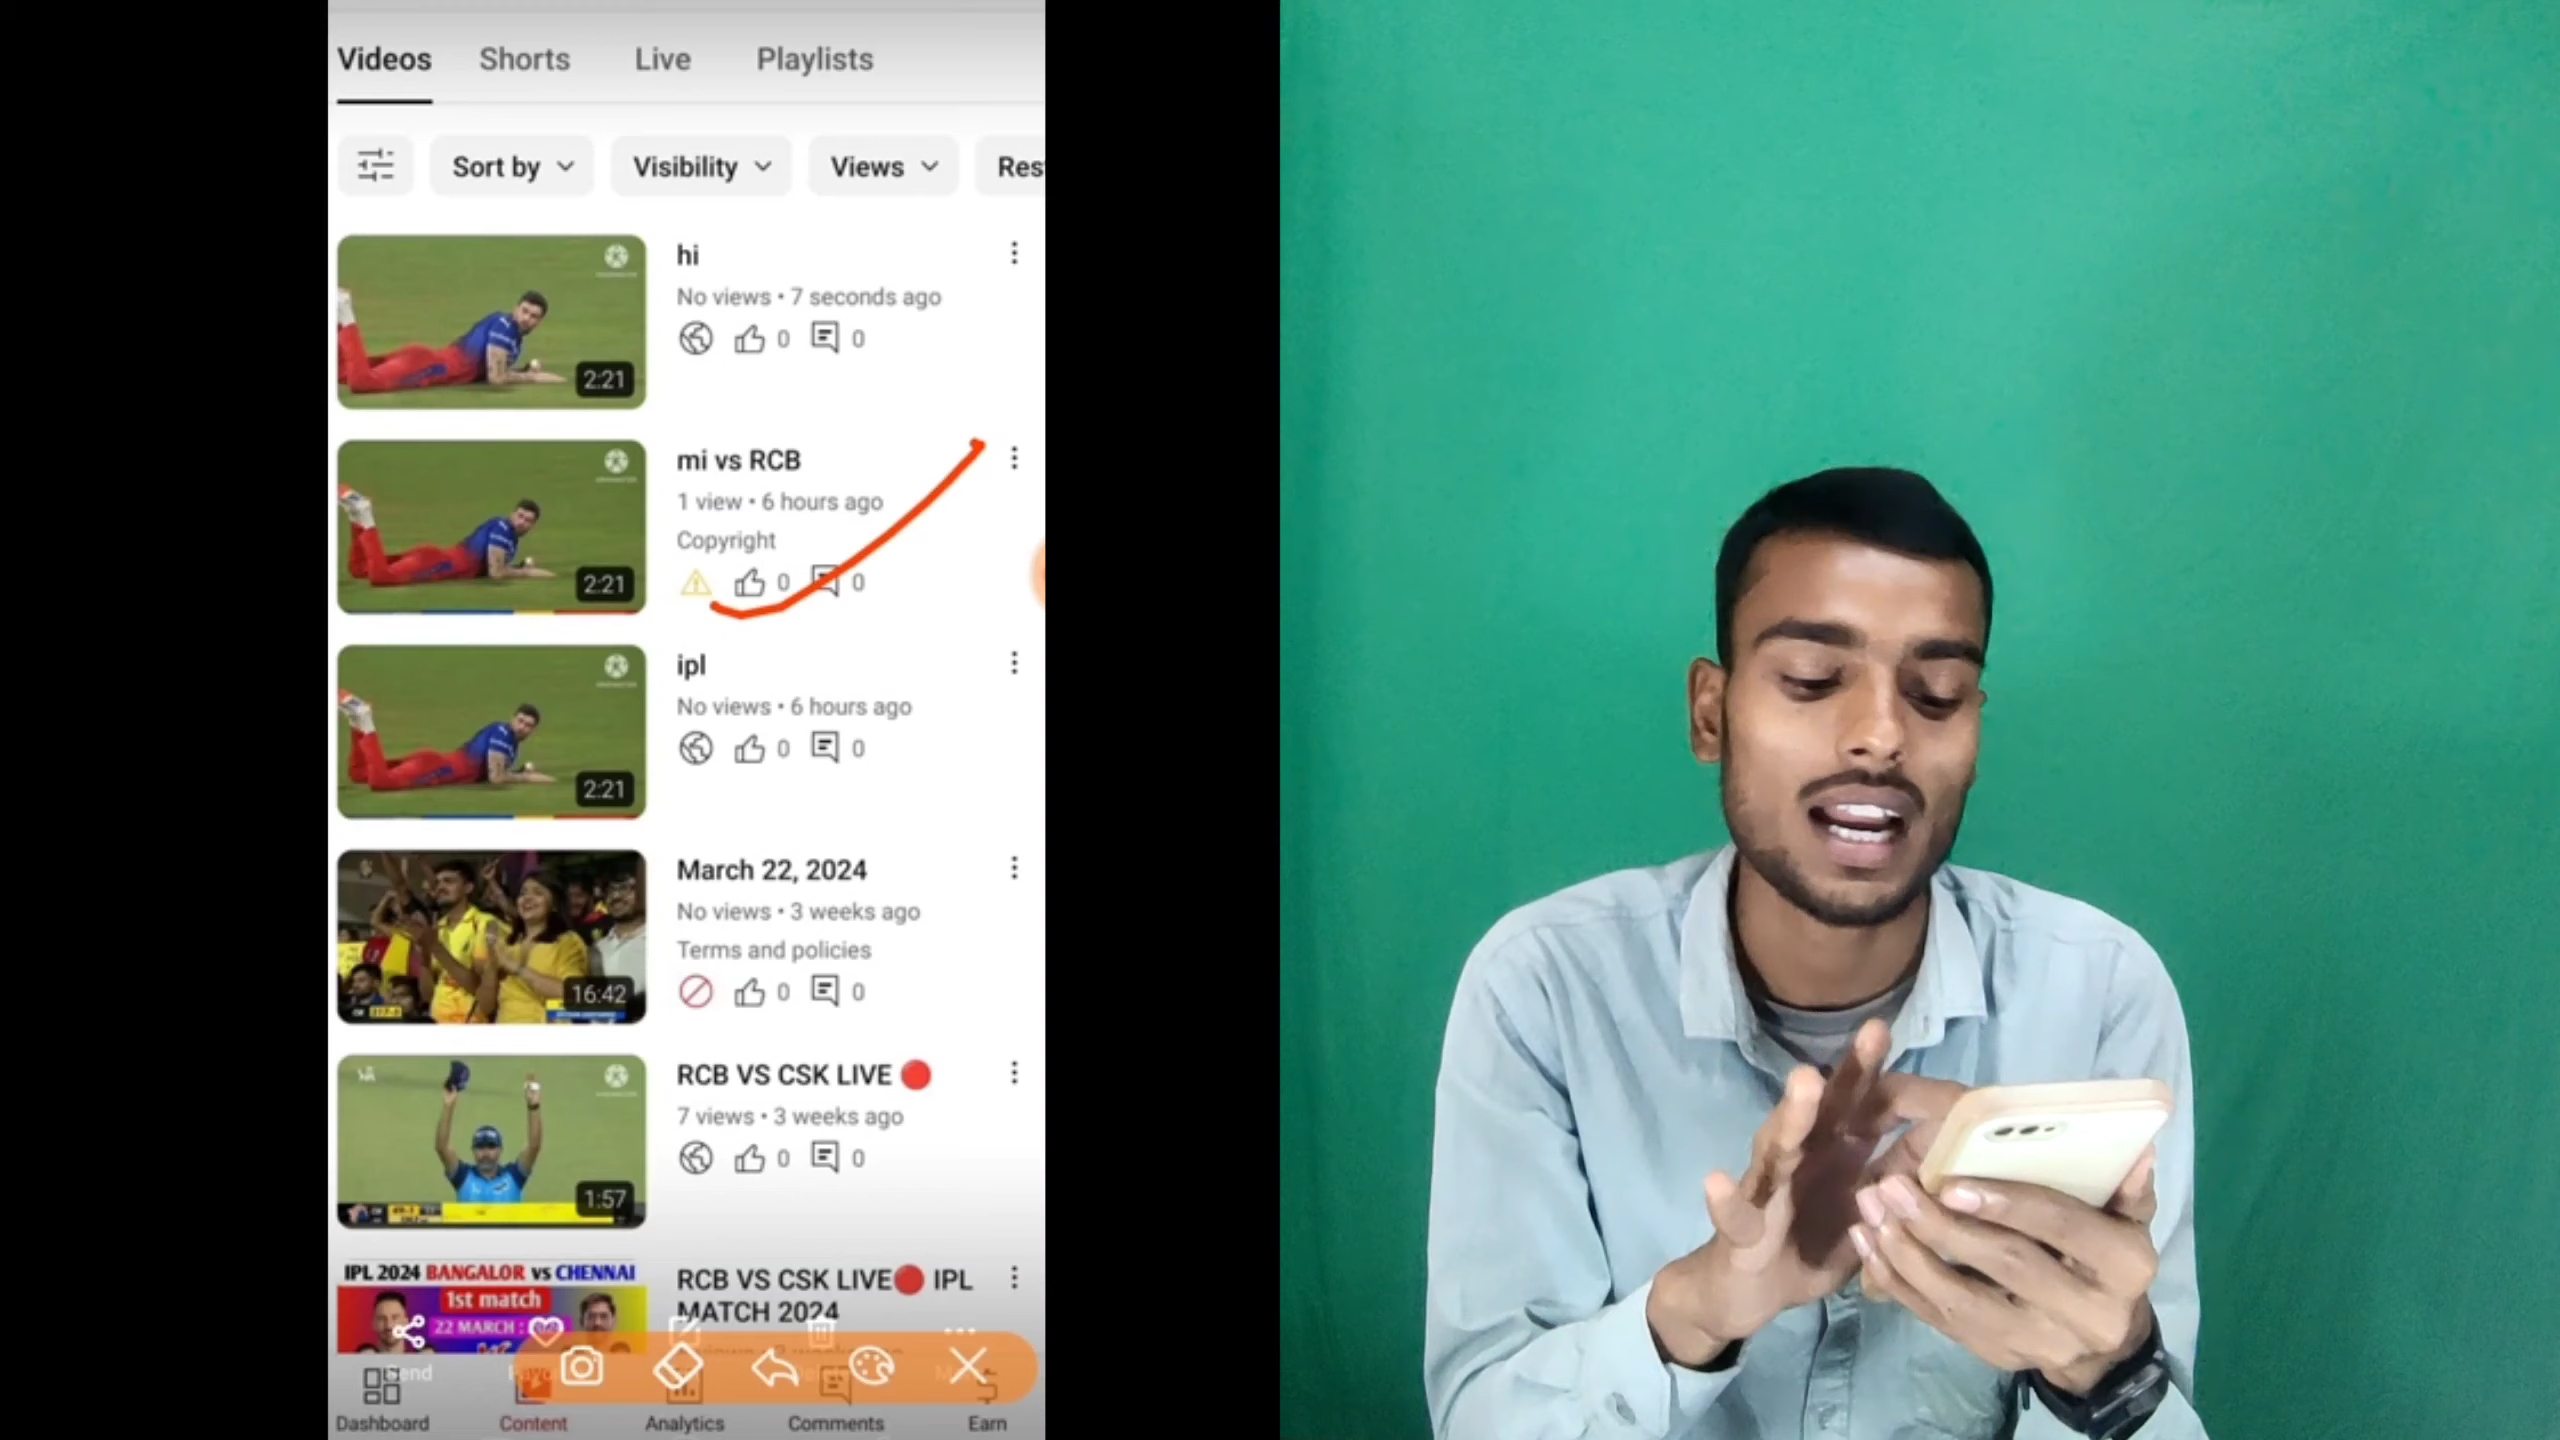 Videos Shorts Live Playlists
Sort by Visibility Views Res
hi
No views • 7 seconds ago
0 0
2:21
mi vs RCB
1 view • 6 hours ago
Copyright
0 0
2:21
ipl
No views • 6 hours ago
0 0
2:21
March 22, 2024
No views • 3 weeks ago
Terms and policies
0 0
16:42
RCB VS CSK LIVE 🔴
7 views • 3 weeks ago
0 0
1:57
IPL 2024 BANGALOR vs CHENNAI
1st match
22 MARCH :
RCB VS CSK LIVE🔴 IPL
MATCH 2024
Dashboard Content Analytics Comments Earn